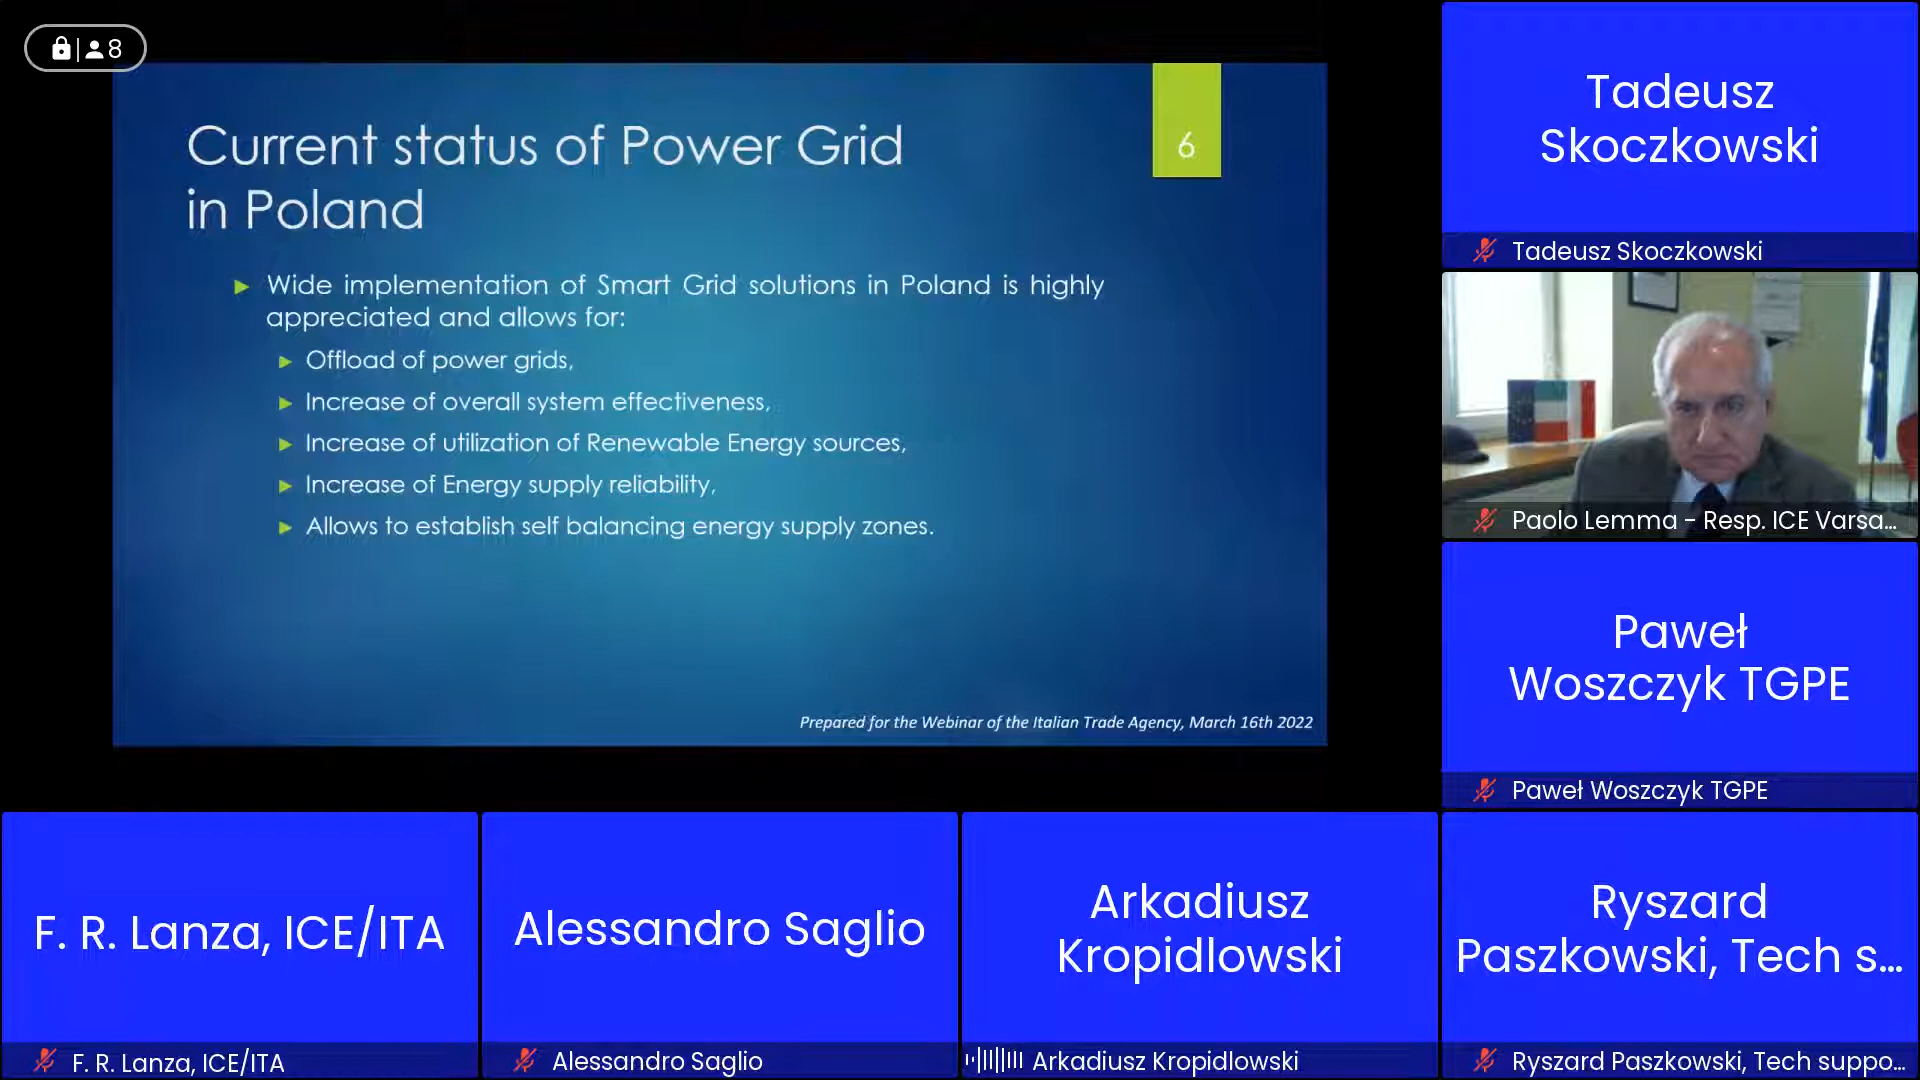 8
6
Current status of Power Grid
in Poland
Wide implementation of Smart Grid solutions in Poland is highly
appreciated and allows for:
Offload of power grids,
Increase of overall system effectiveness,
Increase of utilization of Renewable Energy sources,
Increase of Energy supply reliability,
Allows to establish self balancing energy supply zones.
Prepared for the Webinar of the Italian Trade Agency, March 16th 2022
Tadeusz
Skoczkowski
Tadeusz Skoczkowski
Paolo Lemma - Resp. ICE Varsa...
Paweł
Woszczyk TGPE
Paweł Woszczyk TGPE
F. R. Lanza, ICE/ITA
F. R. Lanza, ICE/ITA
Alessandro Saglio
Alessandro Saglio
Arkadiusz
Kropidlowski
Arkadiusz Kropidlowski
Ryszard
Paszkowski, Tech s...
Ryszard Paszkowski, Tech suppo...